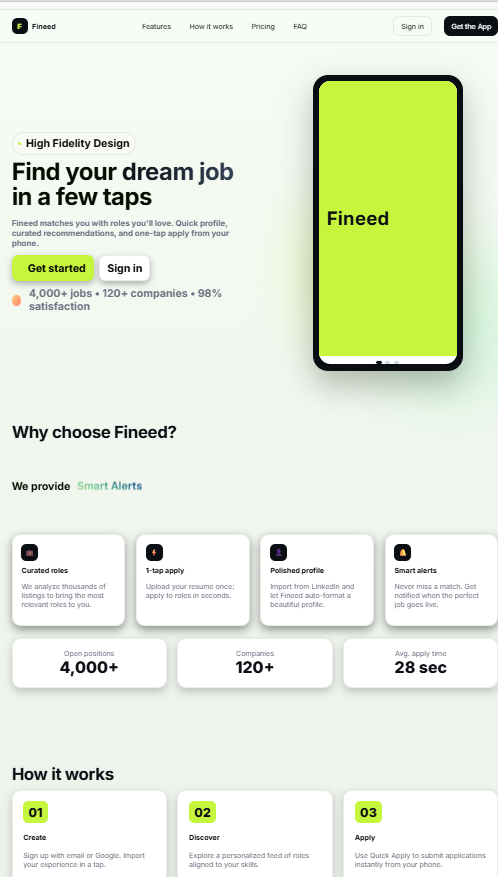 F Fineed Features How it works Pricing FAQ Sign in Get the App
High Fidelity Design
Find your dream job
in a few taps
Fineed matches you with roles you'll love. Quick profile,
curated recommendations, and one-tap apply from your
phone.
Get started Sign in
4,000+ jobs • 120+ companies • 98%
satisfaction
Fineed
Why choose Fineed?
We provide Smart Alerts
Curated roles
We analyze thousands of
listings to bring the most
relevant roles to you.
1-tap apply
Upload your resume once;
apply to roles in seconds.
Polished profile
Import from LinkedIn and
let Fineed auto-format a
beautiful profile.
Smart alerts
Never miss a match. Get
notified when the perfect
job goes live.
Open positions
4,000+
Companies
120+
Avg. apply time
28 sec
How it works
01
Create
Sign up with email or Google. Import
your experience in a tap.
02
Discover
Explore a personalized feed of roles
aligned to your skills.
03
Apply
Use Quick Apply to submit applications
instantly from your phone.